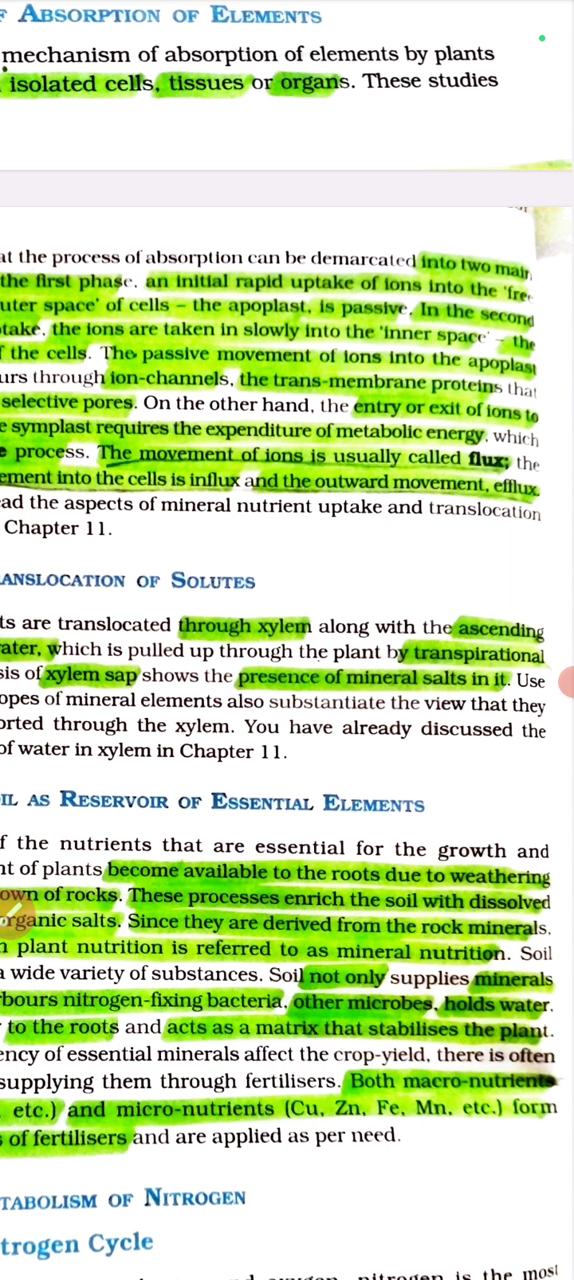 ABSORPTION OF ELEMENTS
mechanism of absorption of elements by plants
isolated cells, tissues or organs. These studies
at the process of absorption can be demarcated into two main
the first phase, an initial rapid uptake of ions into the 'free
uter space' of cells – the apoplast, is passive. In the second
take, the ions are taken in slowly into the 'inner space' – the
f the cells. The passive movement of ions into the apoplast
urs through ion-channels, the trans-membrane proteins that
selective pores. On the other hand, the entry or exit of ions to
e symplast requires the expenditure of metabolic energy, which
e process. The movement of ions is usually called flux; the
ement into the cells is influx and the outward movement, efflux.
ad the aspects of mineral nutrient uptake and translocation
Chapter 11.
ANSLOCATION OF SOLUTES
ts are translocated through xylem along with the ascending
ater, which is pulled up through the plant by transpirational
sis of xylem sap shows the presence of mineral salts in it. Use
opes of mineral elements also substantiate the view that they
orted through the xylem. You have already discussed the
of water in xylem in Chapter 11.
IL AS RESERVOIR OF ESSENTIAL ELEMENTS
f the nutrients that are essential for the growth and
nt of plants become available to the roots due to weathering
own of rocks. These processes enrich the soil with dissolved
organic salts. Since they are derived from the rock minerals,
n plant nutrition is referred to as mineral nutrition. Soil
a wide variety of substances. Soil not only supplies minerals
rbours nitrogen-fixing bacteria, other microbes, holds water,
to the roots and acts as a matrix that stabilises the plant.
ency of essential minerals affect the crop-yield, there is often
supplying them through fertilisers. Both macro-nutrients
etc.) and micro-nutrients (Cu, Zn, Fe, Mn, etc.) form
s of fertilisers and are applied as per need.
TABOLISM OF NITROGEN
trogen Cycle
nitrogen is the most